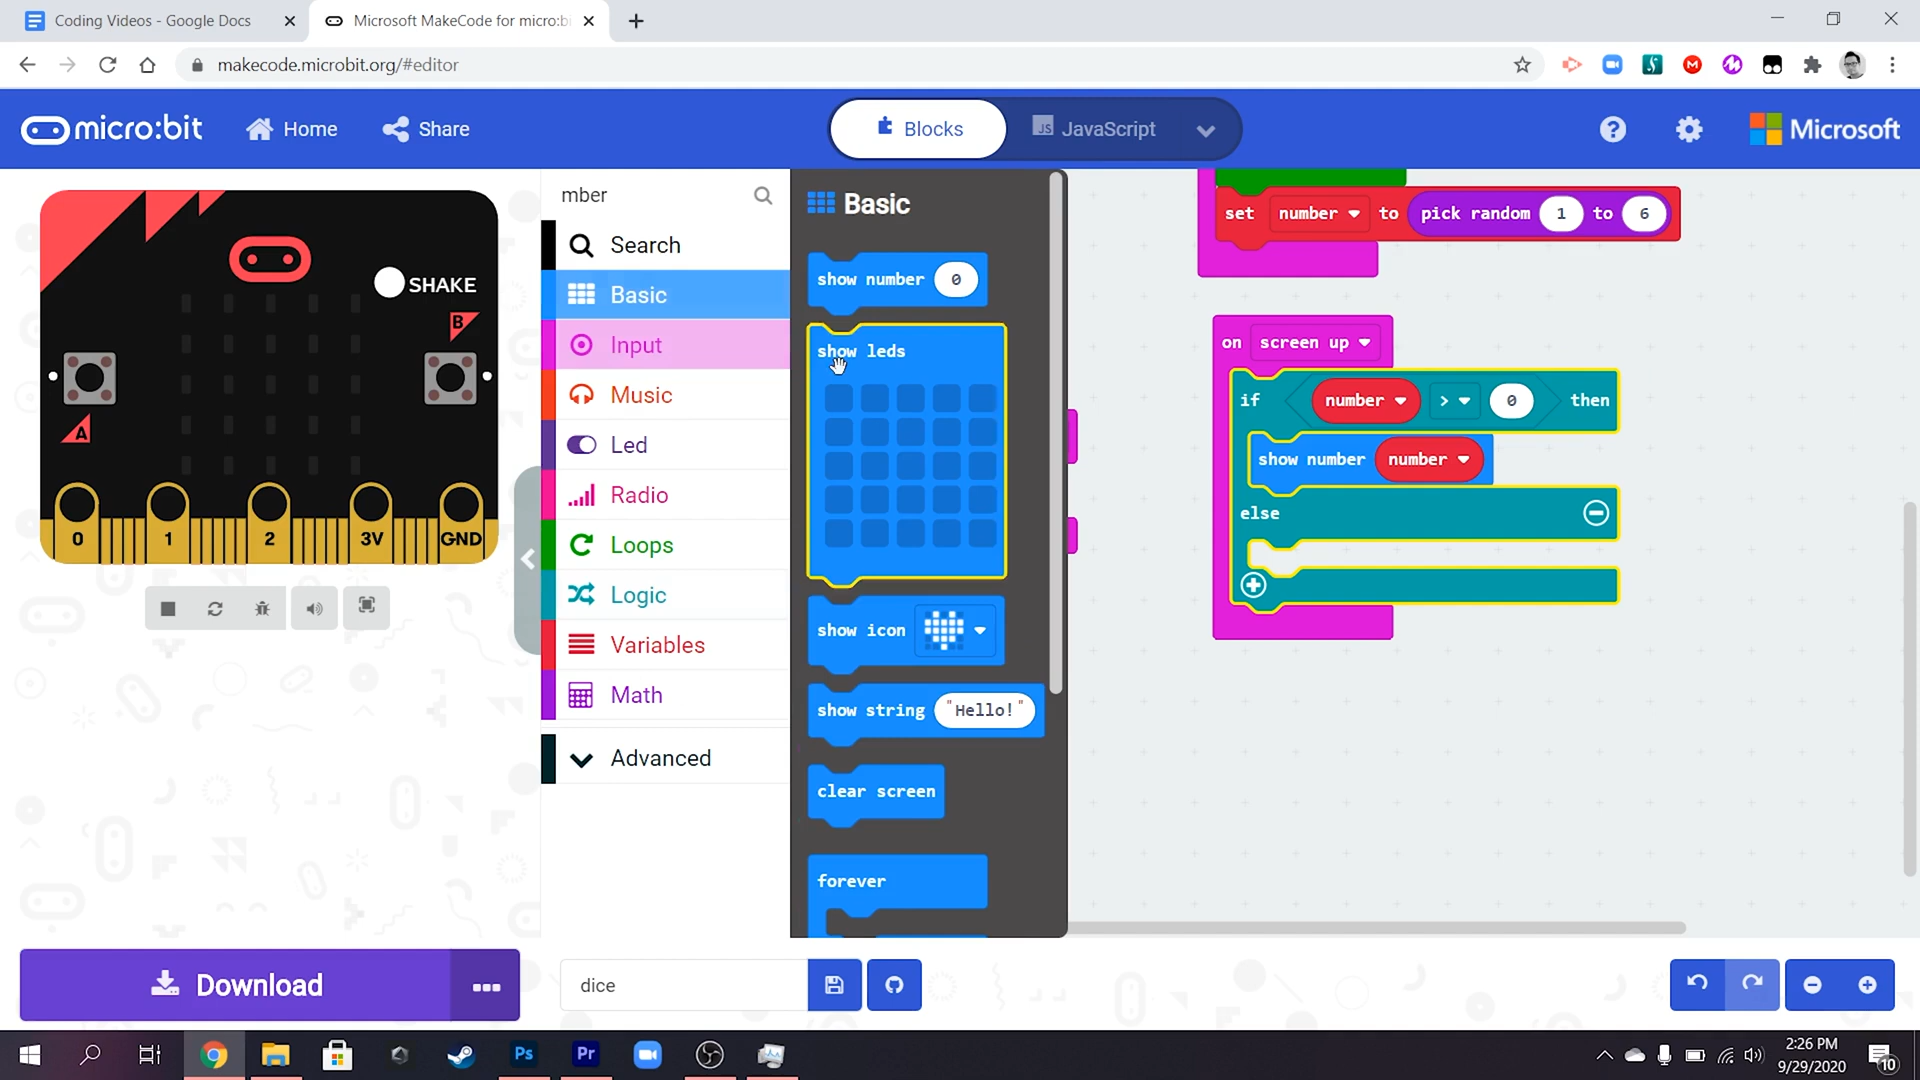 Coding Videos - Google Docs
Microsoft MakeCode for micro:b
makecode.microbit.org/#editor
micro:bit
Home
Share
Blocks
JS JavaScript
Microsoft
SHAKE
B
A
0 1 2 3V GND
mber
Search
Basic
Input
Music
Led
Radio
Loops
Logic
Variables
Math
Advanced
Basic
show number 0
show leds
show icon
show string "Hello!"
clear screen
forever
set number to pick random 1 to 6
on screen up
if number > 0 then
show number number
else
Download
dice
Ps
Pr
2:26 PM
9/29/2020
10